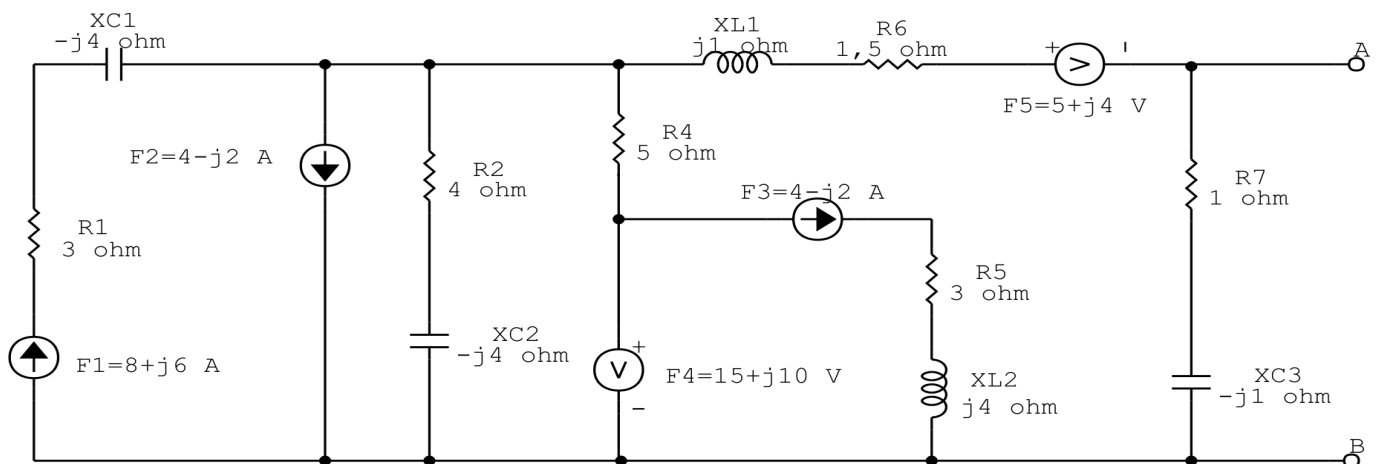 XC1
-j4 ohm
XL1
j1 ohm
R6
1,5 ohm
+
A
F5=5+j4 V
F2=4-j2 A
R2
4 ohm
R4
5 ohm
F3=4-j2 A
R7
1 ohm
R1
3 ohm
R5
3 ohm
XC2
-j4 ohm
+
F1=8+j6 A
V
F4=15+j10 V
-
XL2
j4 ohm
XC3
-j1 ohm
B